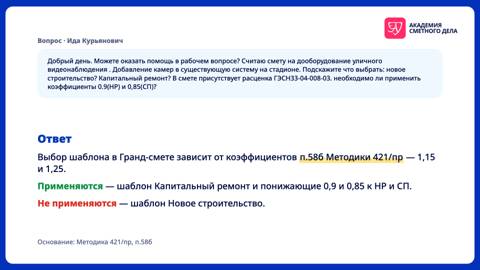 АКАДЕМИЯ
СМЕТНОГО ДЕЛА
Вопрос · Ида Курьянович
Добрый день. Можете оказать помощь в рабочем вопросе? Считаю смету на дооборудование уличного
видеонаблюдения . Добавление камер в существующую систему на стадионе. Подскажите что выбрать: новое
строительство? Капитальный ремонт? В смете присутствует расценка ГЭСН33-04-008-03. необходимо ли применить
коэффициенты 0.9(НР) и 0,85(СП)?
Ответ
Выбор шаблона в Гранд-смете зависит от коэффициентов п.58б Методики 421/пр — 1,15
и 1,25.
Применяются — шаблон Капитальный ремонт и понижающие 0,9 и 0,85 к НР и СП.
Не применяются — шаблон Новое строительство.
Основание: Методика 421/пр, п.58б